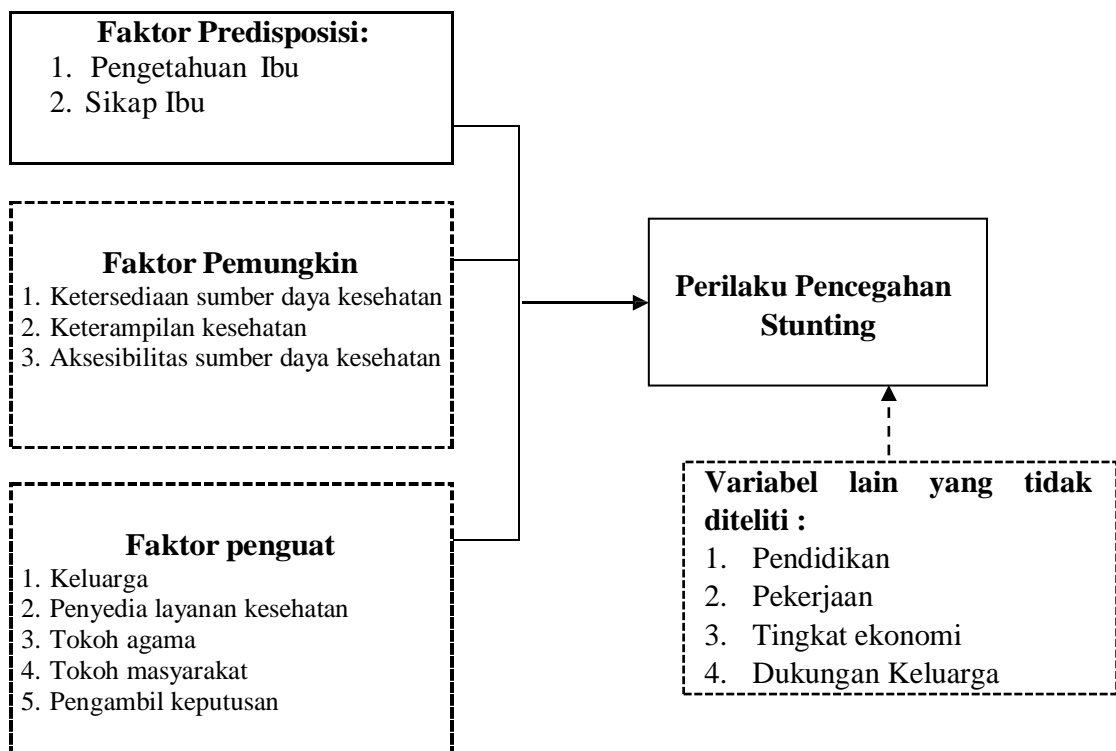 Faktor Predisposisi:
1. Pengetahuan Ibu
2. Sikap Ibu
Faktor Pemungkin
1. Ketersediaan sumber daya kesehatan
2. Keterampilan kesehatan
3. Aksesibilitas sumber daya kesehatan
Faktor penguat
1. Keluarga
2. Penyedia layanan kesehatan
3. Tokoh agama
4. Tokoh masyarakat
5. Pengambil keputusan
Perilaku Pencegahan
Stunting
Variabel lain yang tidak
diteliti :
1. Pendidikan
2. Pekerjaan
3. Tingkat ekonomi
4. Dukungan Keluarga